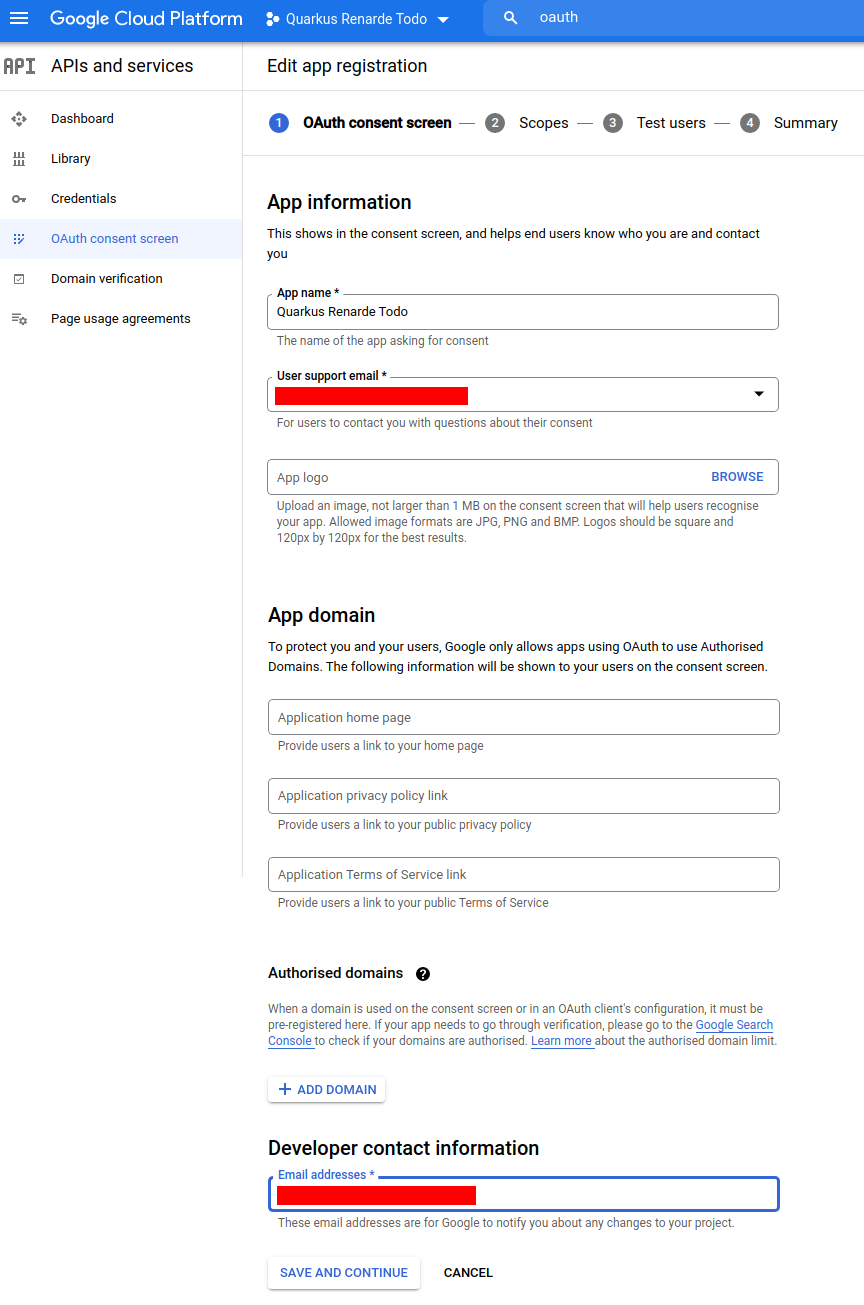 Google Cloud Platform
Quarkus Renarde Todo
oauth
API
APIs and services
Edit app registration
Dashboard
Library
Credentials
OAuth consent screen
Domain verification
Page usage agreements
1 OAuth consent screen — 2 Scopes — 3 Test users — 4 Summary
App information
This shows in the consent screen, and helps end users know who you are and contact
you
App name *
Quarkus Renarde Todo
The name of the app asking for consent
User support email *
For users to contact you with questions about their consent
App logo
BROWSE
Upload an image, not larger than 1 MB on the consent screen that will help users recognise
your app. Allowed image formats are JPG, PNG and BMP. Logos should be square and
120px by 120px for the best results.
App domain
To protect you and your users, Google only allows apps using OAuth to use Authorised
Domains. The following information will be shown to your users on the consent screen.
Application home page
Provide users a link to your home page
Application privacy policy link
Provide users a link to your public privacy policy
Application Terms of Service link
Provide users a link to your public Terms of Service
Authorised domains ?
When a domain is used on the consent screen or in an OAuth client's configuration, it must be
pre-registered here. If your app needs to go through verification, please go to the Google Search
Console to check if your domains are authorised. Learn more about the authorised domain limit.
+ ADD DOMAIN
Developer contact information
Email addresses *
These email addresses are for Google to notify you about any changes to your project.
SAVE AND CONTINUE
CANCEL